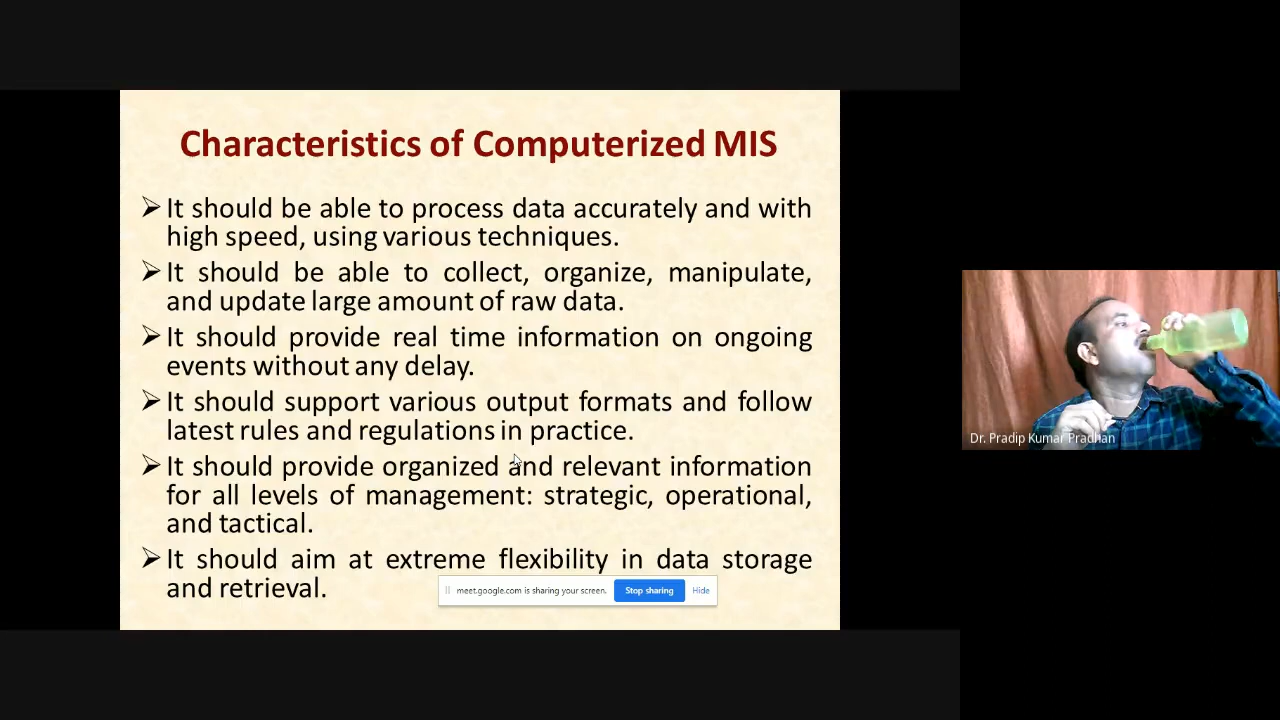 Characteristics of Computerized MIS
➢ It should be able to process data accurately and with
high speed, using various techniques.
➢ It should be able to collect, organize, manipulate,
and update large amount of raw data.
➢ It should provide real time information on ongoing
events without any delay.
➢ It should support various output formats and follow
latest rules and regulations in practice.
➢ It should provide organized and relevant information
for all levels of management: strategic, operational,
and tactical.
➢ It should aim at extreme flexibility in data storage
and retrieval.
meet.google.com is sharing your screen. Stop sharing Hide
Dr. Pradip Kumar Pradhan